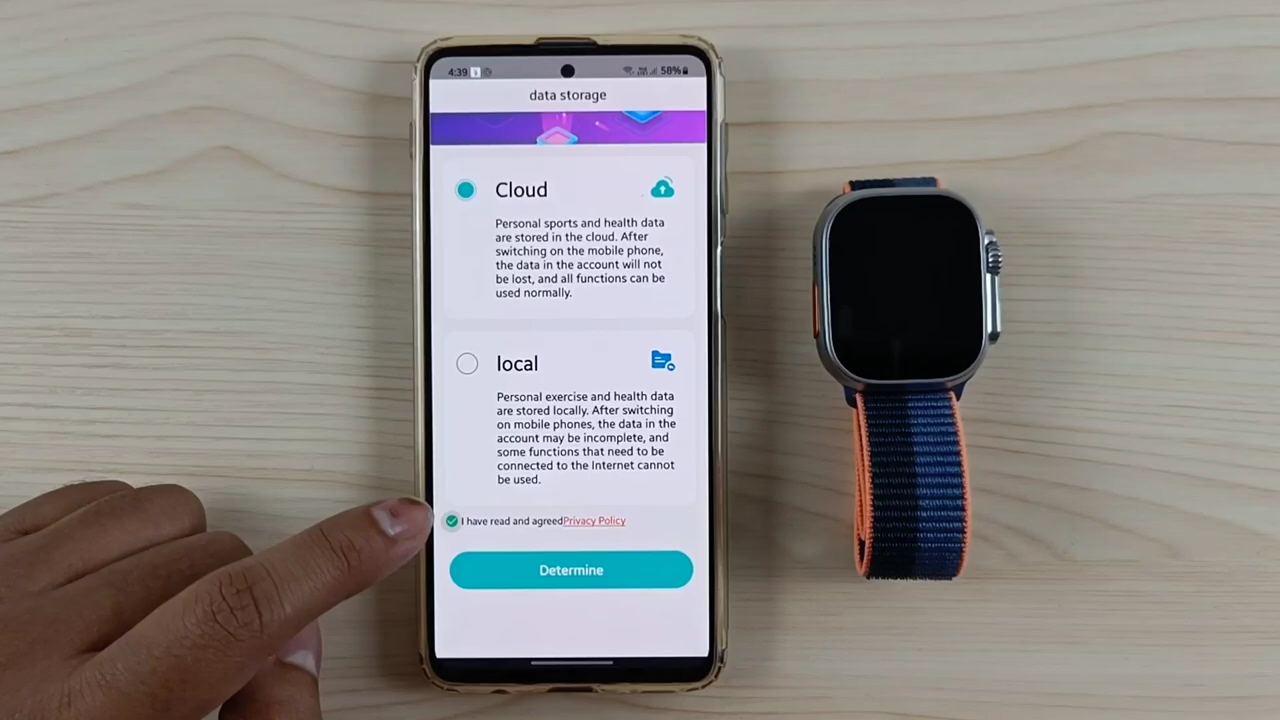 4:39 58%
data storage
Cloud
Personal sports and health data
are stored in the cloud. After
switching on the mobile phone,
the data in the account will not
be lost, and all functions can be
used normally.
local
Personal exercise and health data
are stored locally. After switching
on mobile phones, the data in the
account may be incomplete, and
some functions that need to be
connected to the Internet cannot
be used.
I have read and agreedPrivacy Policy
Determine